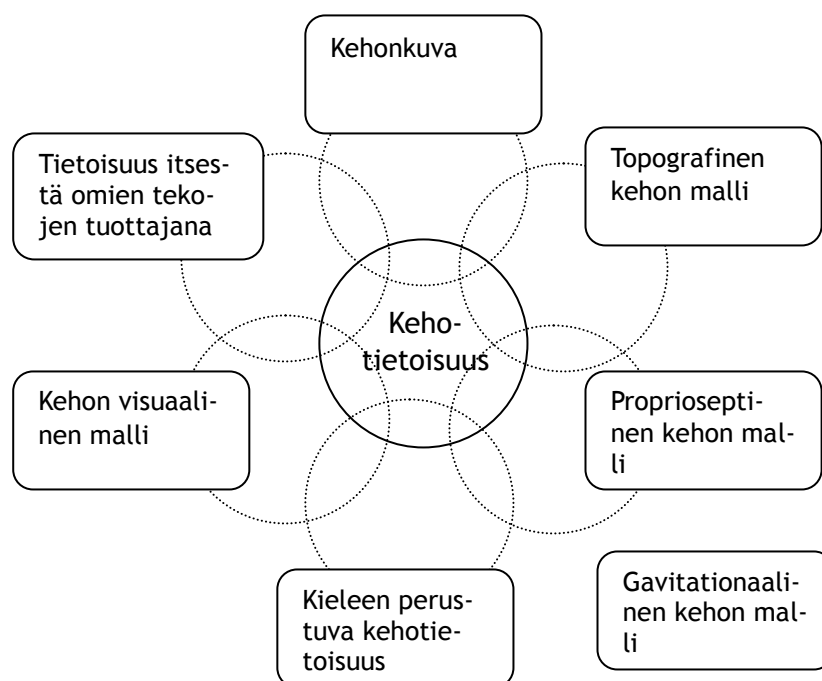 Kehonkuva
Tietoisuus itses-
tä omien teko-
jen tuottajana
Topografinen
kehon malli
Keho-
tietoisuus
Kehon visuaali-
nen malli
Propriosepti-
nen kehon mal-
li
Kieleen perus-
tuva kehotie-
toisuus
Gavitationaali-
nen kehon mal-
li